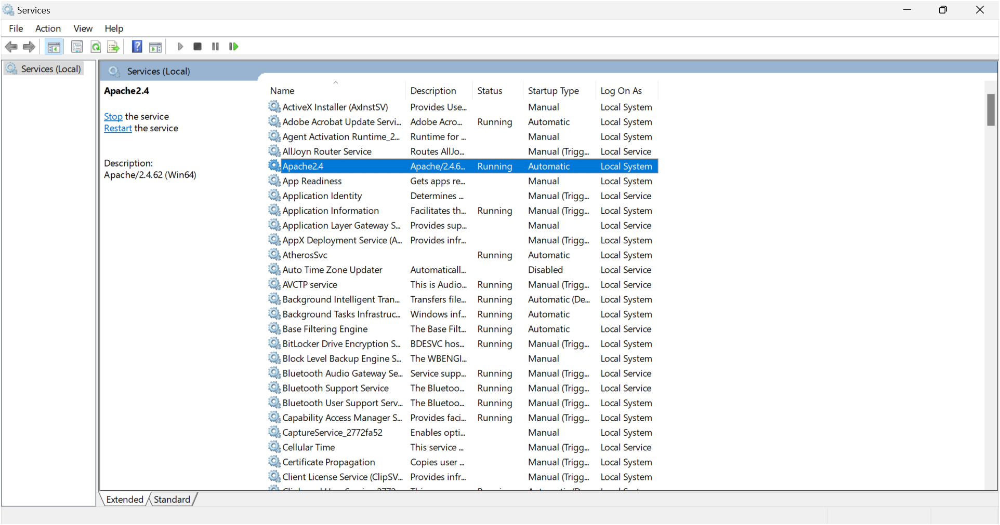 Services
File Action View Help
Services (Local)
Services (Local)
Apache2.4
Stop the service
Restart the service
Description:
Apache/2.4.62 (Win64)
Name Description Status Startup Type Log On As
ActiveX Installer (AxInstSV) Provides Use... Manual Local System
Adobe Acrobat Update Servi... Adobe Acro... Running Automatic Local System
Agent Activation Runtime_2... Runtime for ... Manual Local System
AllJoyn Router Service Routes AllJo... Manual (Trigg... Local Service
Apache2.4 Apache/2.4.6... Running Automatic Local System
App Readiness Gets apps re... Manual Local System
Application Identity Determines ... Manual (Trigg... Local Service
Application Information Facilitates th... Running Manual (Trigg... Local System
Application Layer Gateway S... Provides sup... Manual Local Service
AppX Deployment Service (A... Provides infr... Manual (Trigg... Local System
AtherosSvc Running Automatic Local System
Auto Time Zone Updater Automaticall... Disabled Local Service
AVCTP service This is Audio... Running Manual (Trigg... Local Service
Background Intelligent Tran... Transfers file... Running Automatic (De... Local System
Background Tasks Infrastruc... Windows inf... Running Automatic Local System
Base Filtering Engine The Base Filt... Running Automatic Local Service
BitLocker Drive Encryption S... BDESVC hos... Running Manual (Trigg... Local System
Block Level Backup Engine S... The WBENGI... Manual Local System
Bluetooth Audio Gateway Se... Service supp... Running Manual (Trigg... Local Service
Bluetooth Support Service The Bluetoo... Running Manual (Trigg... Local Service
Bluetooth User Support Serv... The Bluetoo... Running Manual (Trigg... Local System
Capability Access Manager S... Provides faci... Running Manual (Trigg... Local System
CaptureService_2772fa52 Enables opti... Manual Local System
Cellular Time This service ... Manual (Trigg... Local Service
Certificate Propagation Copies user ... Manual (Trigg... Local System
Client License Service (ClipSV... Provides infr... Manual (Trigg... Local System
Extended Standard